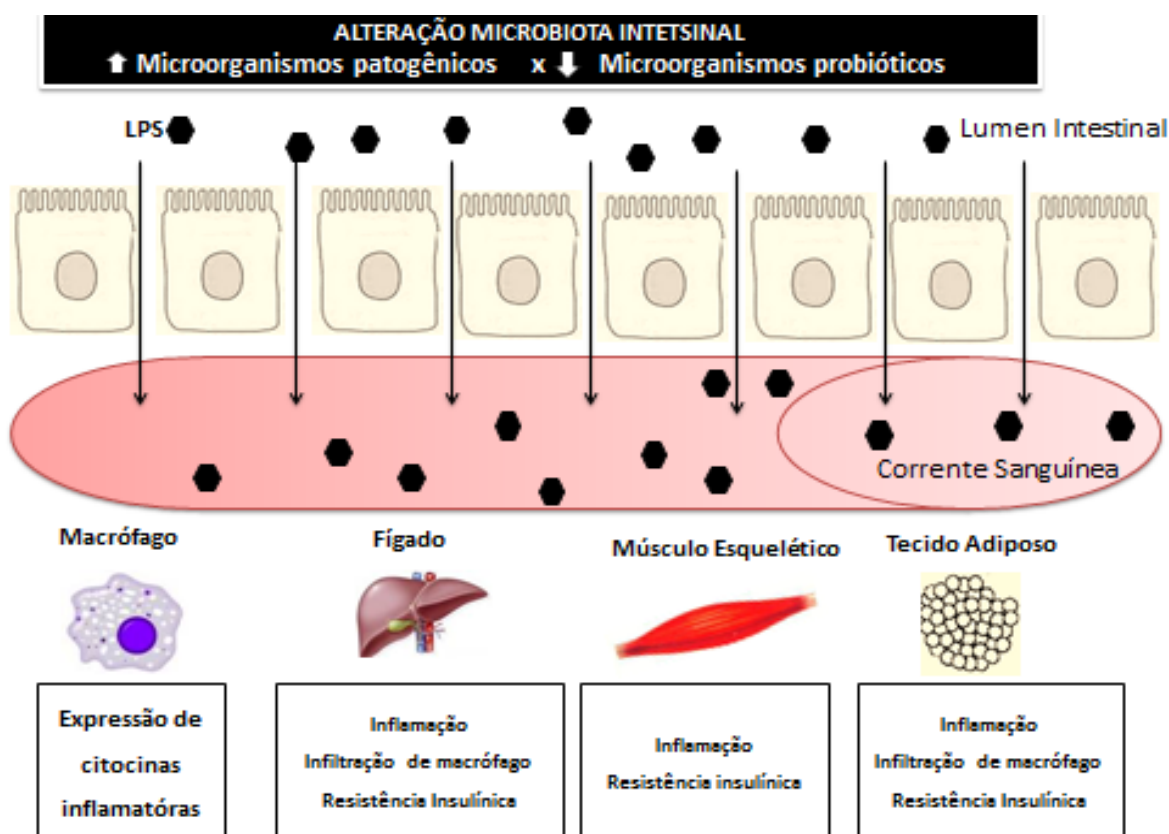 ALTERAÇÃO MICROBIOTA INTETSINAL
Microorganismos patogênicos x Microorganismos probióticos
LPS
Lumen Intestinal
Corrente Sanguínea
Macrófago
Fígado
Músculo Esquelético
Tecido Adiposo
Expressão de
citocinas
inflamatóras
Inflamação
Infiltração de macrófago
Resistência Insulínica
Inflamação
Resistência insulínica
Inflamação
Infiltração de macrófago
Resistência Insulínica